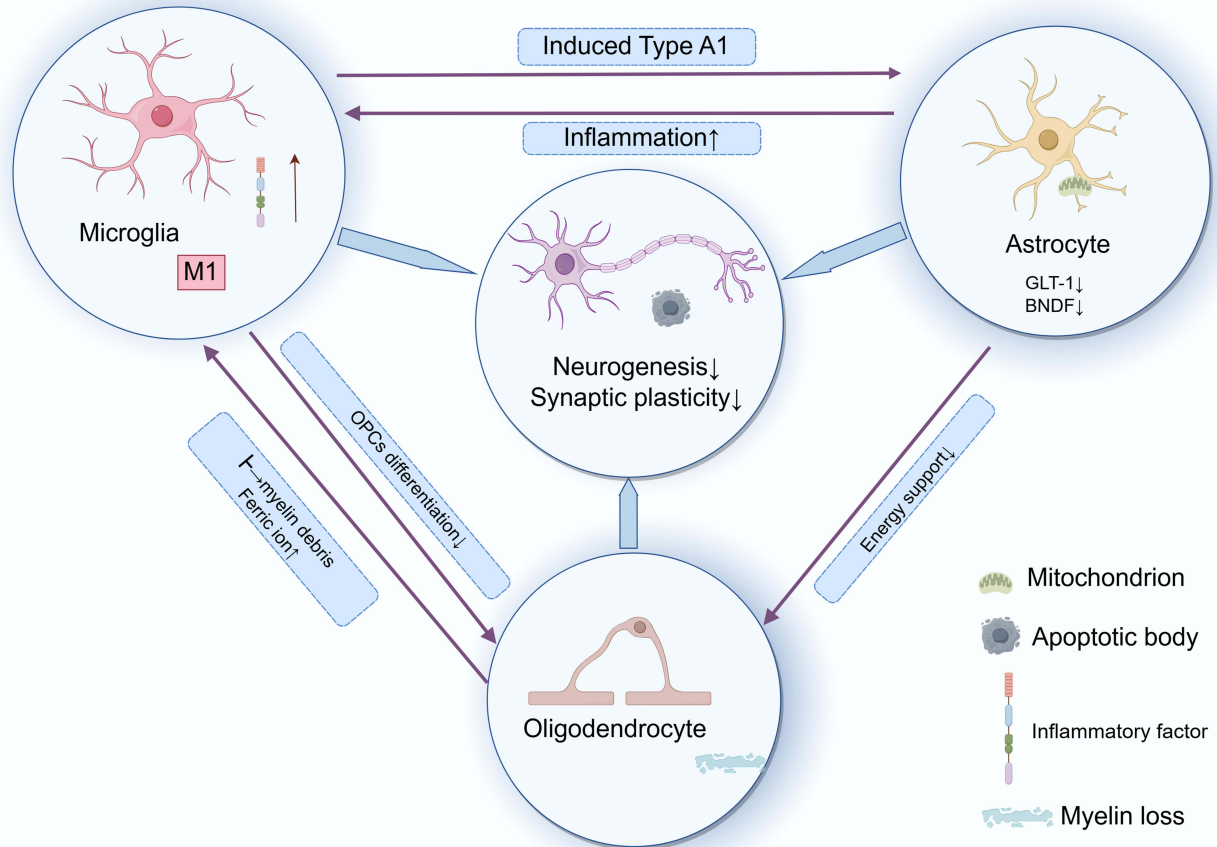 Induced Type A1
Inflammation↑
Microglia
M1
Astrocyte
GLT-1↓
BNDF↓
Neurogenesis↓
Synaptic plasticity↓
OPCs differentiation↓
⊢→myelin debris
Ferric ion↑
Energy support↓
Oligodendrocyte
Mitochondrion
Apoptotic body
Inflammatory factor
Myelin loss